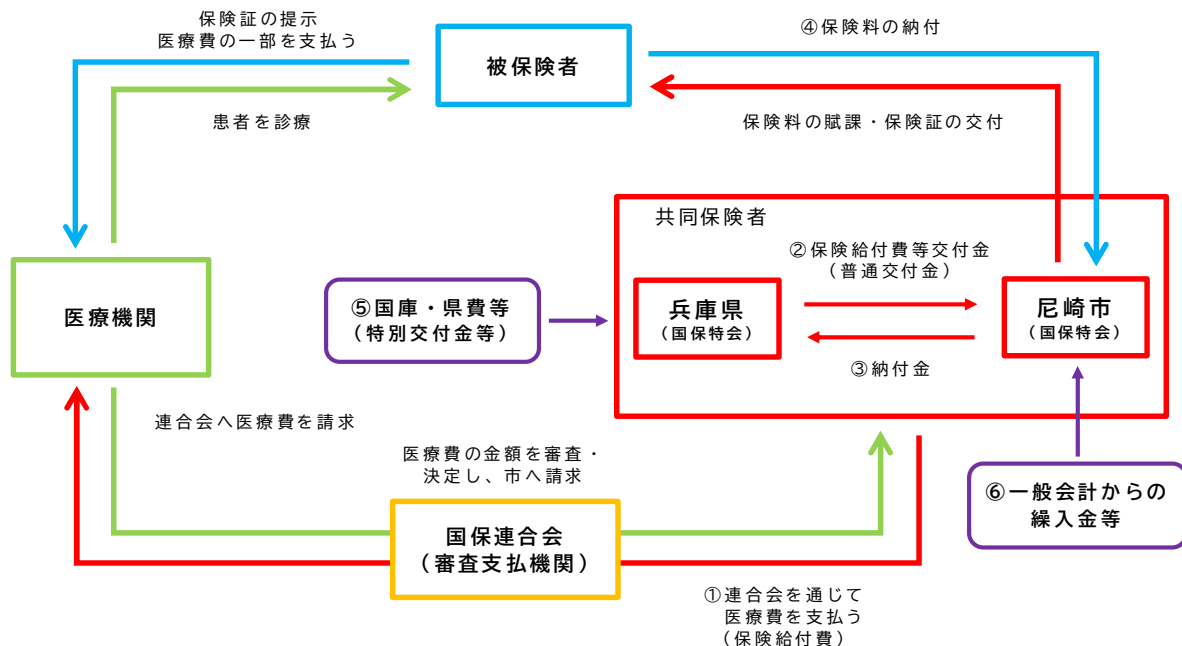 保険証の提示
医療費の一部を支払う
被保険者
④保険料の納付
患者を診療
保険料の賦課・保険証の交付
共同保険者
②保険給付費等交付金
（普通交付金）
医療機関
⑤国庫・県費等
（特別交付金等）
兵庫県
（国保特会）
尼崎市
（国保特会）
③納付金
連合会へ医療費を請求
医療費の金額を審査・
決定し、市へ請求
⑥一般会計からの
繰入金等
国保連合会
（審査支払機関）
①連合会を通じて
医療費を支払う
（保険給付費）